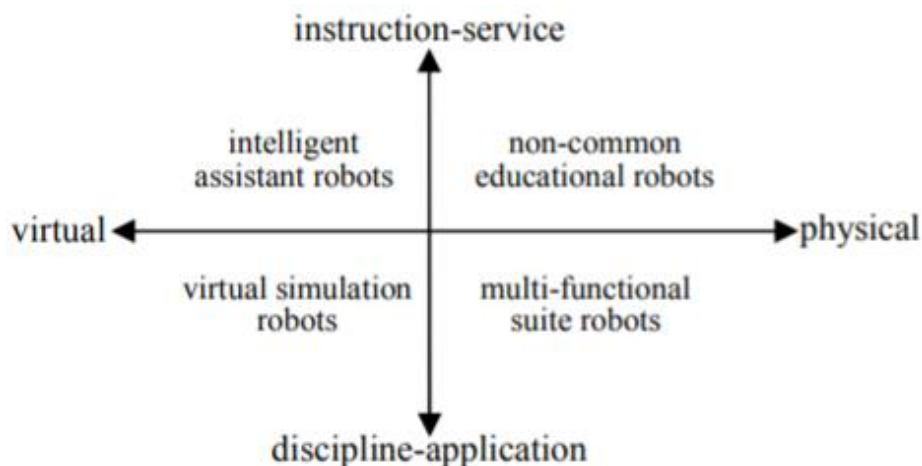 instruction-service
intelligent
assistant robots
non-common
educational robots
virtual
physical
virtual simulation
robots
multi-functional
suite robots
discipline-application